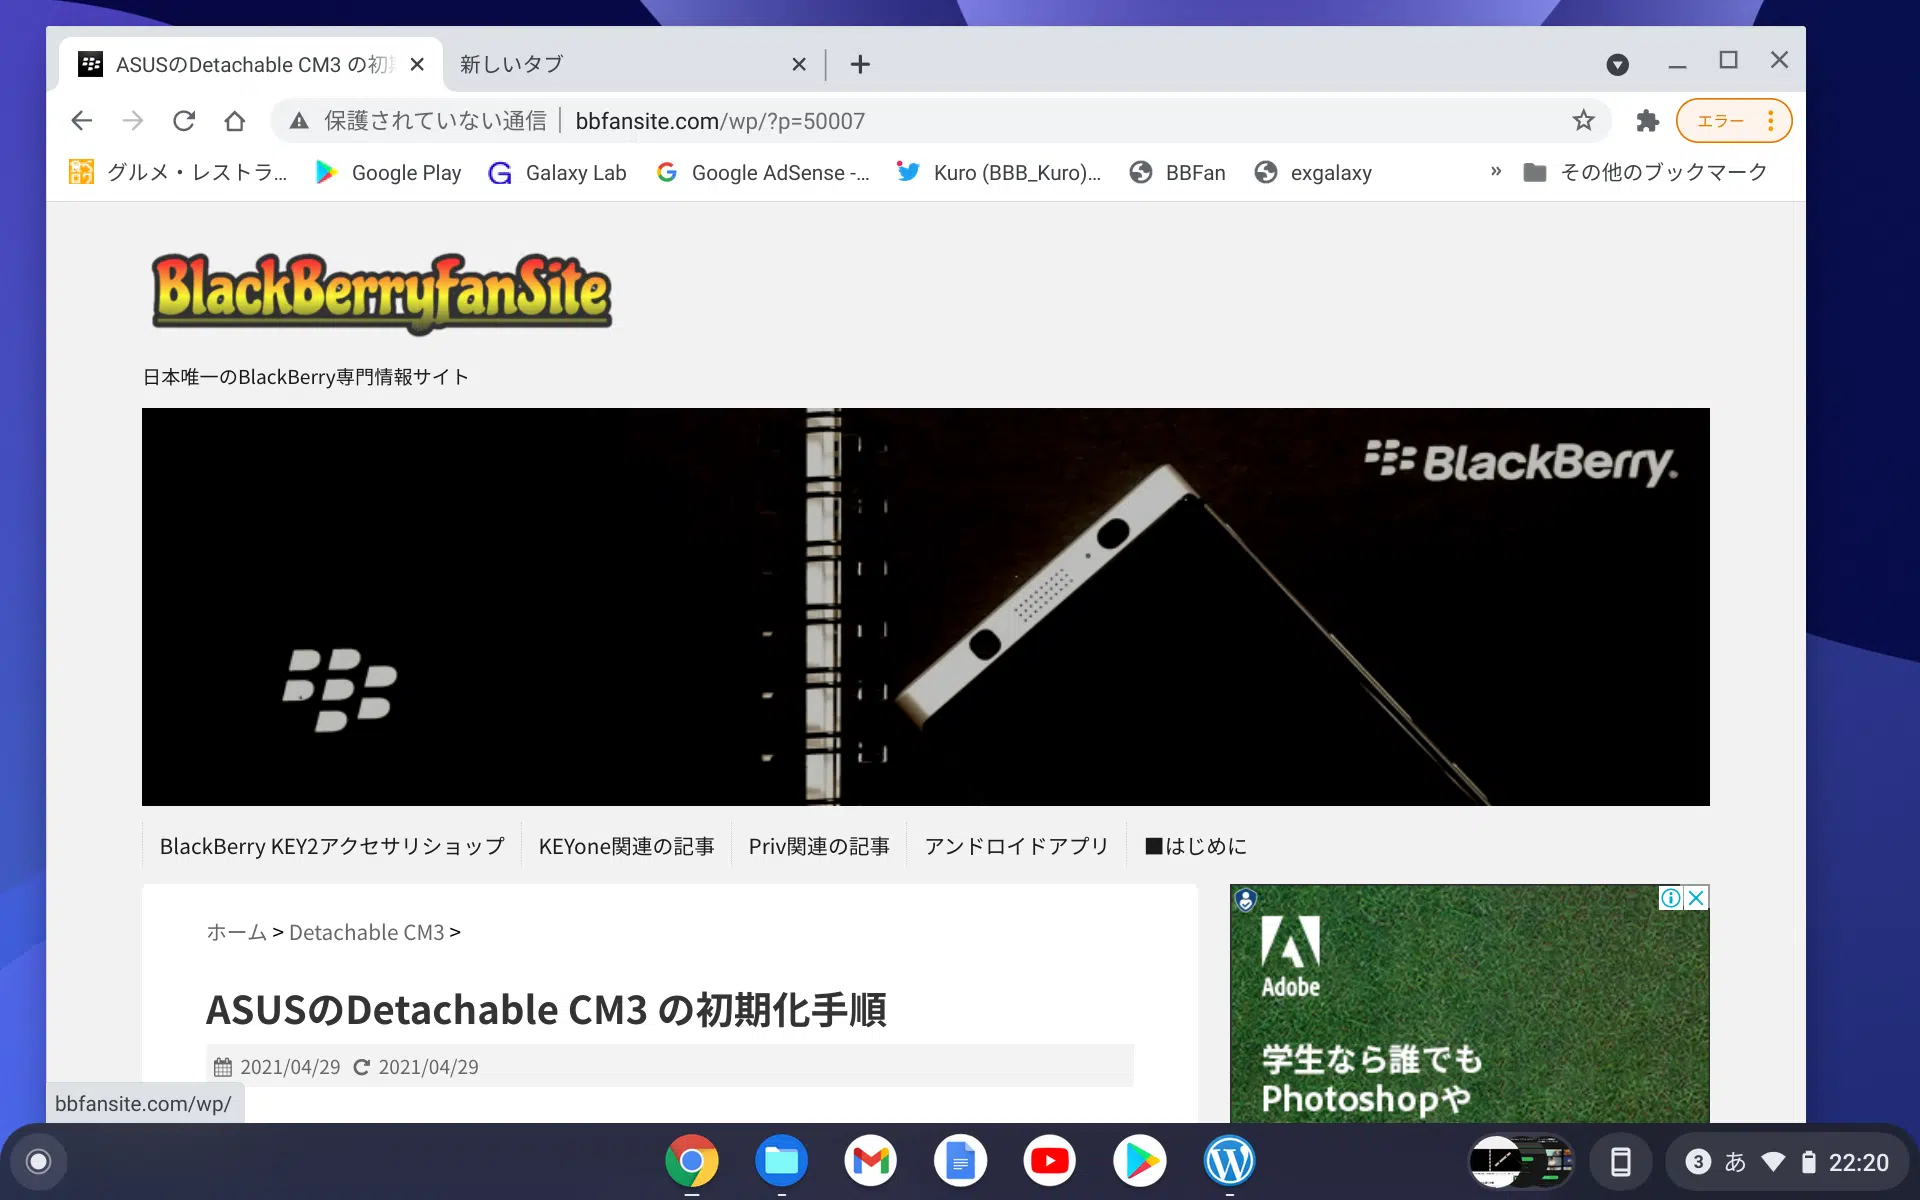 ASUSのDetachable CM3 の初
新しいタブ
保護されていない通信
bbfansite.com/wp/?p=50007
エラー
グルメ・レストラ...
Google Play
Galaxy Lab
Google AdSense -...
Kuro (BBB_Kuro)...
BBFan
exgalaxy
»
その他のブックマーク
BlackBerryFanSite
日本唯一のBlackBerry専門情報サイト
BlackBerry.
BlackBerry KEY2アクセサリショップ
KEYone関連の記事
Priv関連の記事
アンドロイドアプリ
■はじめに
ホーム > Detachable CM3 >
ASUSのDetachable CM3 の初期化手順
2021/04/29 2021/04/29
Adobe
学生なら誰でも
Photoshopや
bbfansite.com/wp/
3 あ 22:20